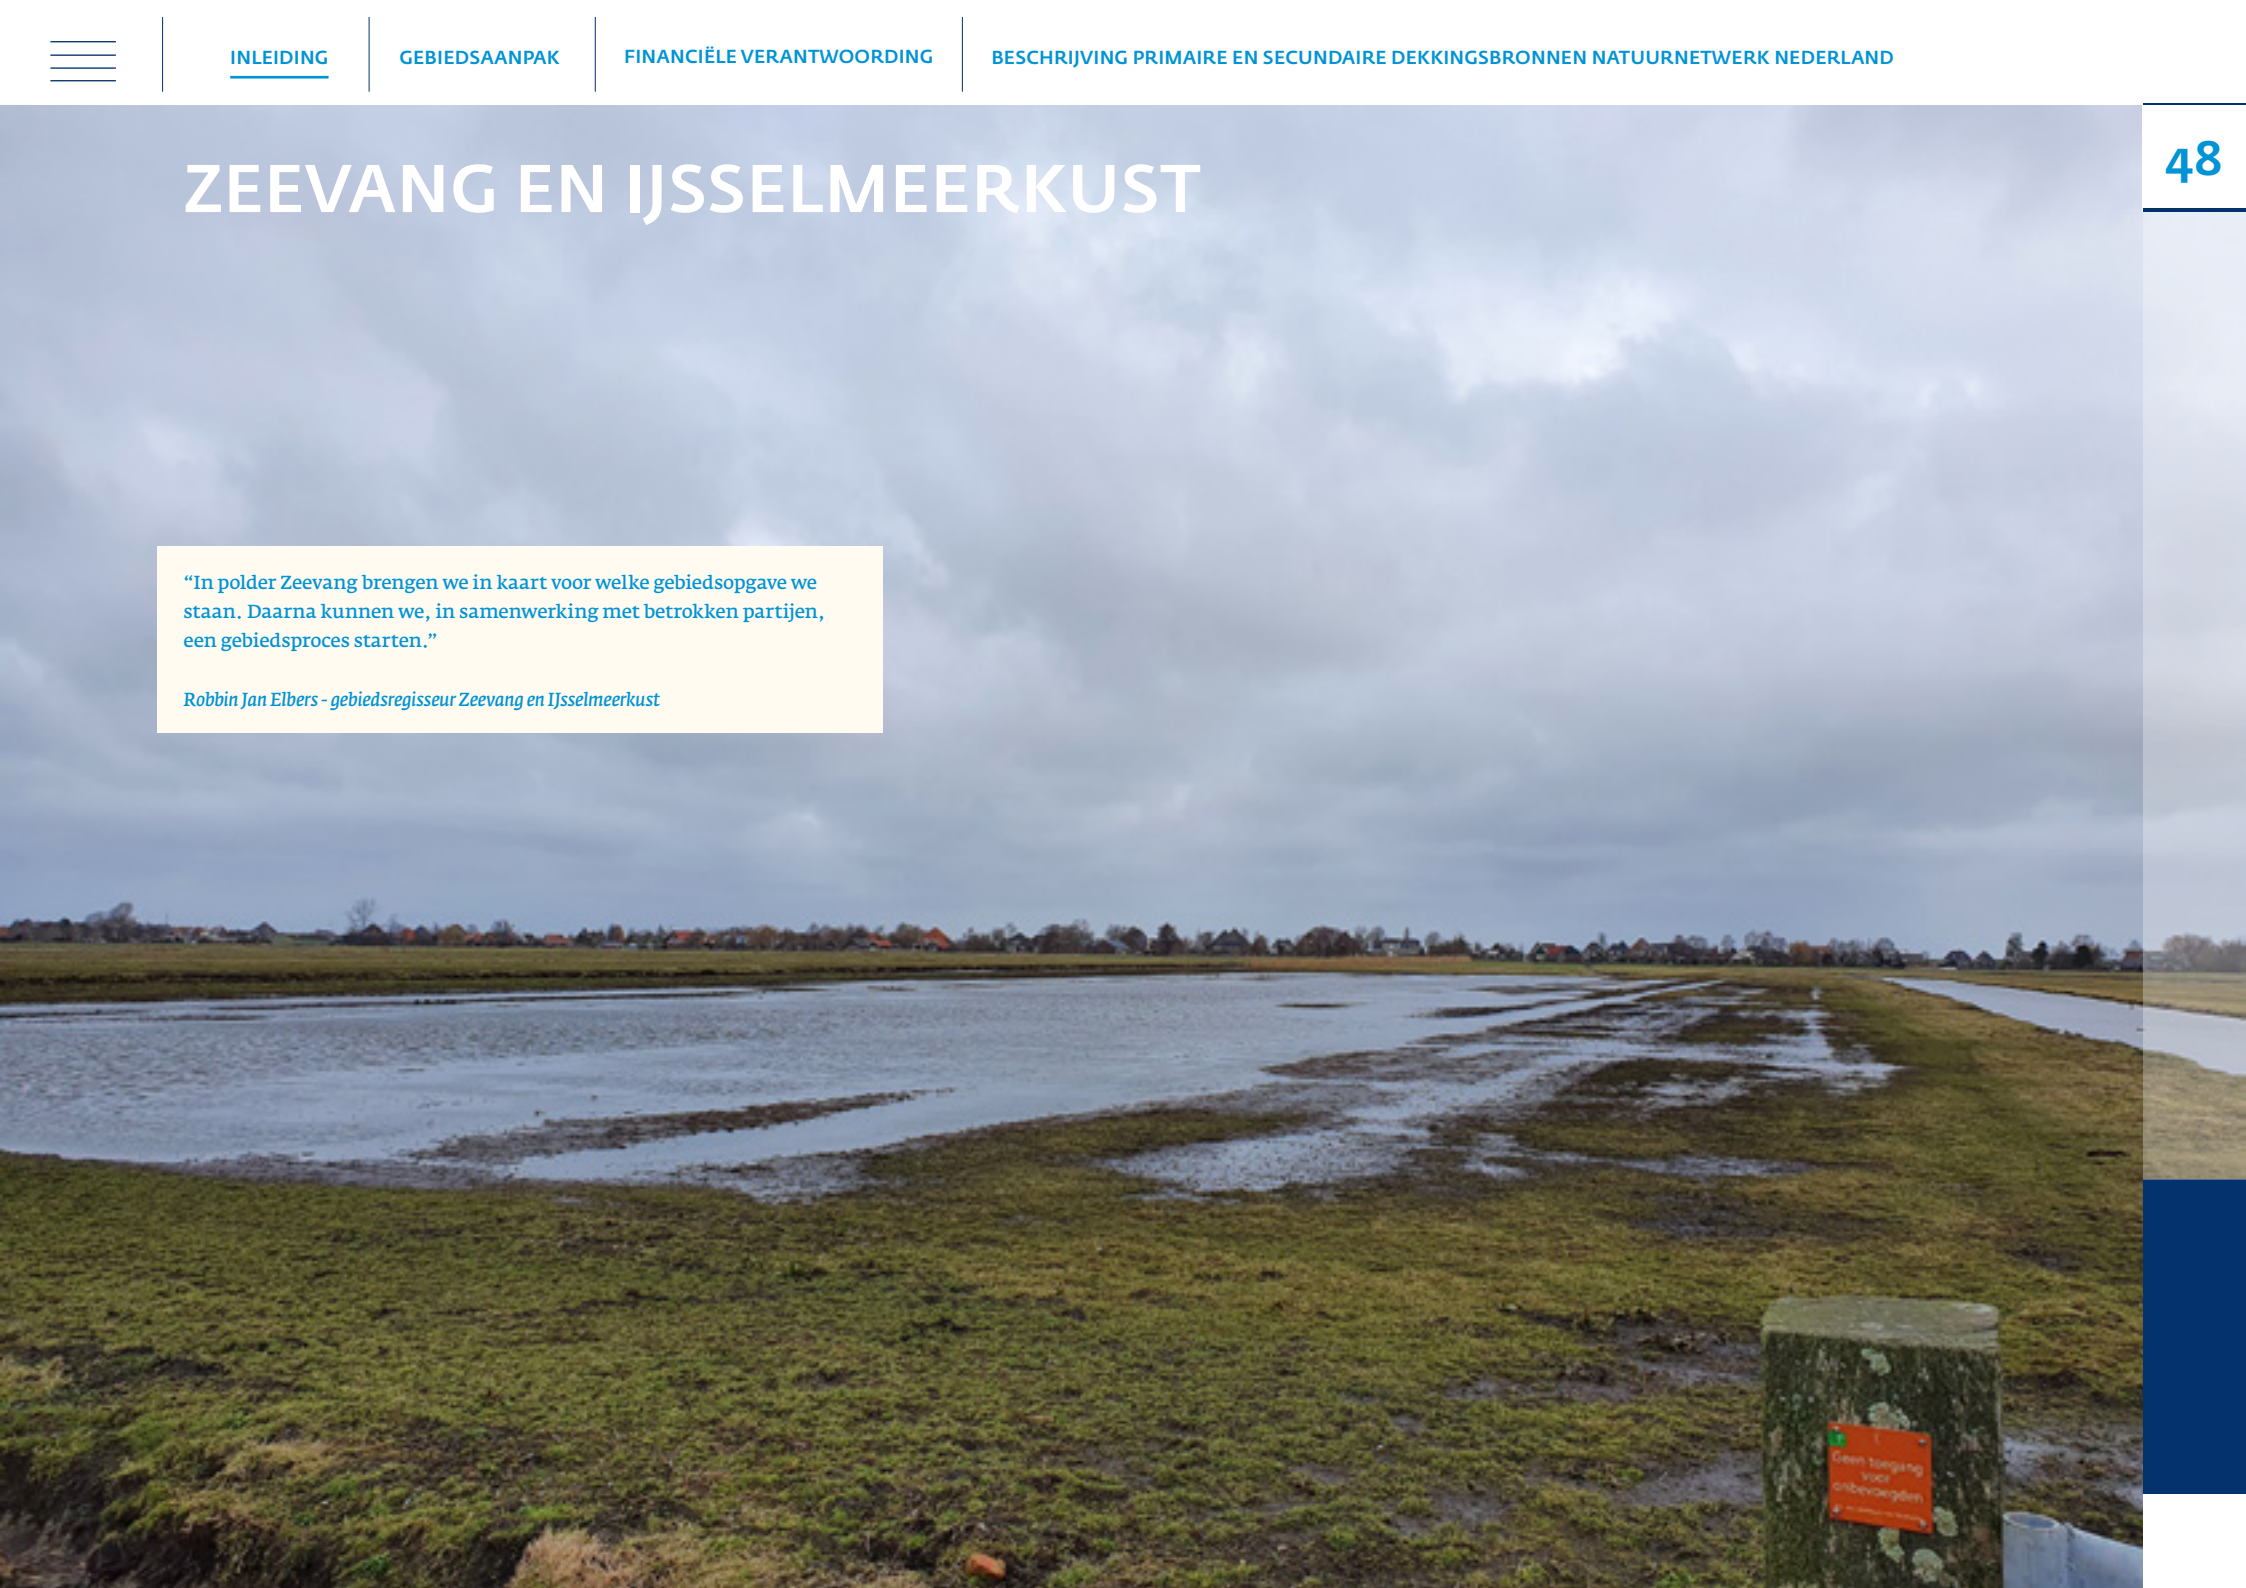 INLEIDING
GEBIEDSAANPAK
FINANCIËLE VERANTWOORDING
BESCHRIJVING PRIMAIRE EN SECUNDAIRE DEKKINGSBRONNEN NATUURNETWERK NEDERLAND
48
ZEEVANG EN IJSSELMEERKUST
“In polder Zeevang brengen we in kaart voor welke gebiedsopgave we
staan. Daarna kunnen we, in samenwerking met betrokken partijen,
een gebiedsproces starten.”
Robbin Jan Elbers - gebiedsregisseur Zeevang en IJsselmeerkust
Geen toegang
voor
onbevoegden